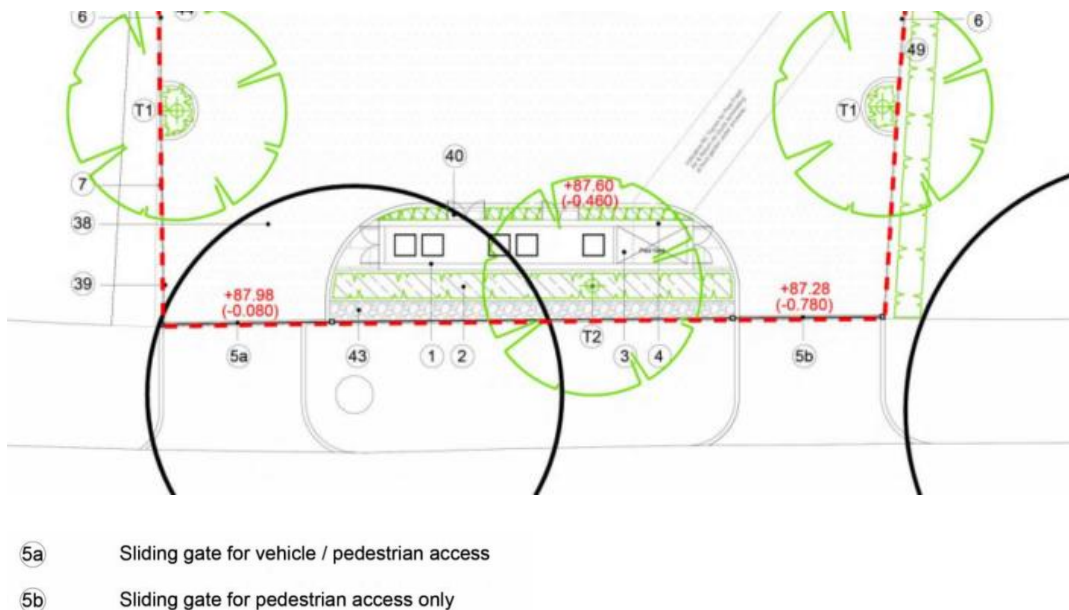 6
6
49
T1
T1
40
+87.60
(-0.460)
7
38
39
+87.98
(-0.080)
+87.28
(-0.780)
5a
43
1
2
T2
3
4
5b
5a Sliding gate for vehicle / pedestrian access
5b Sliding gate for pedestrian access only